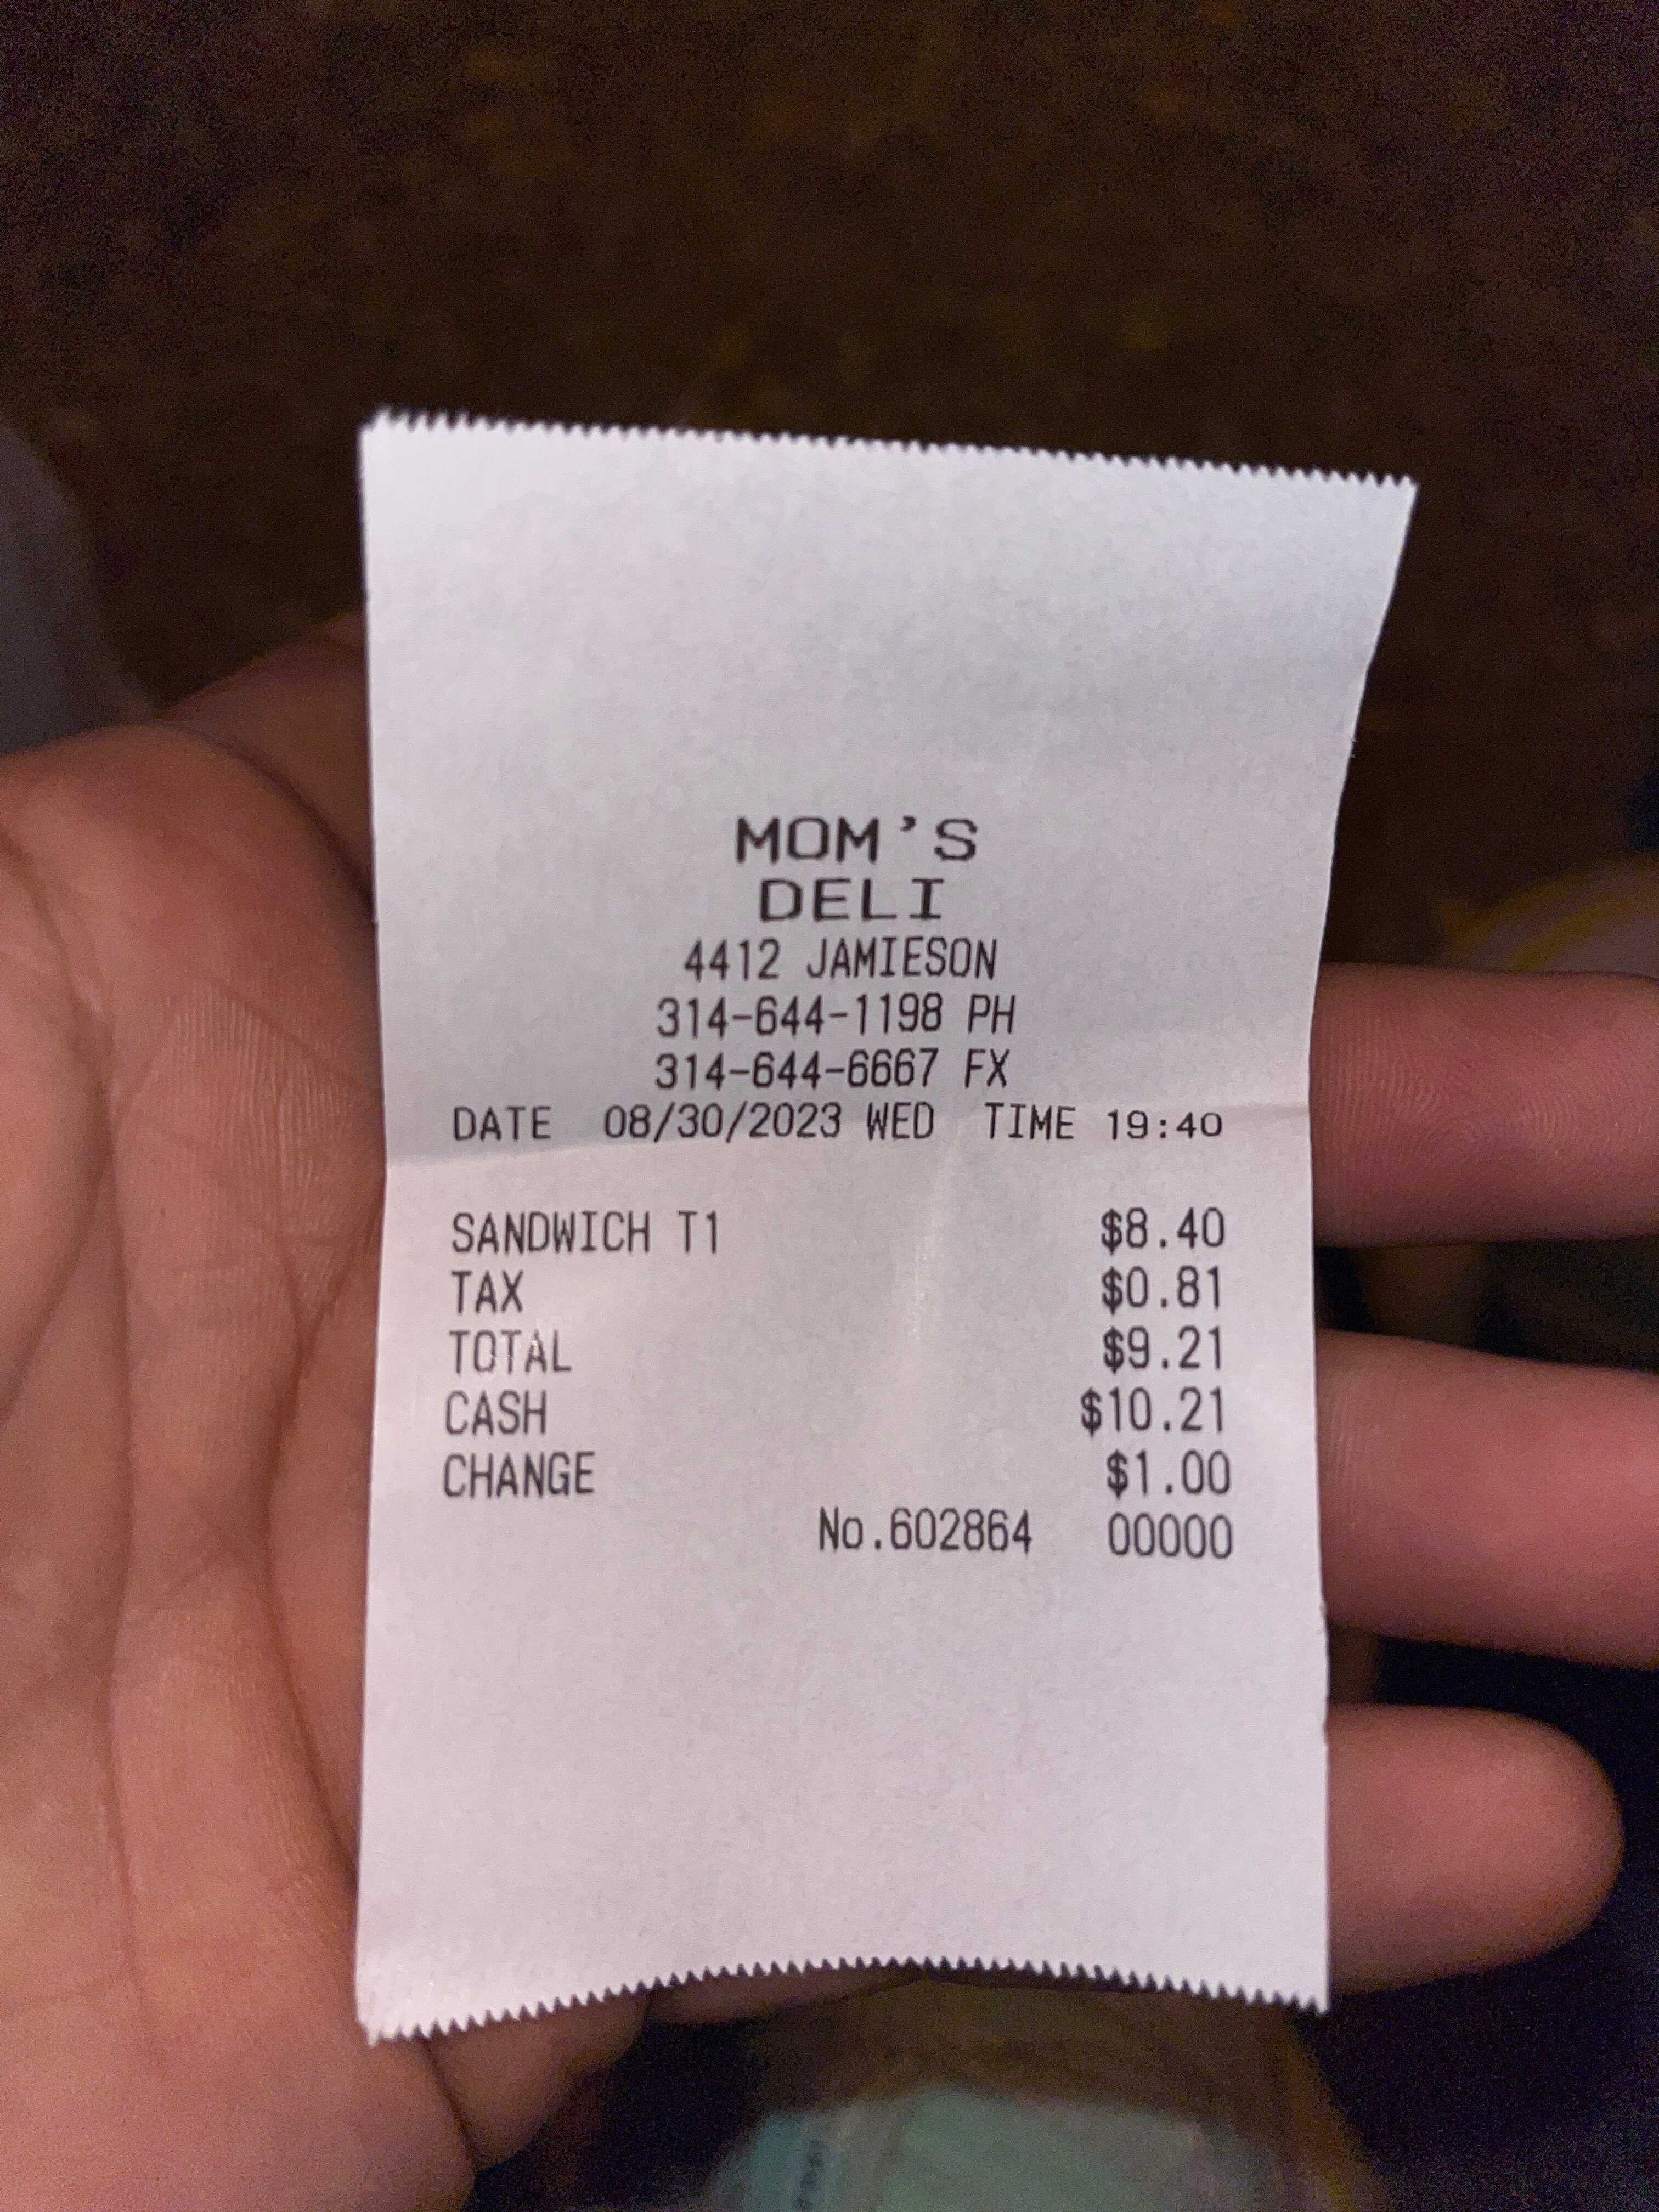 MOM'S
DELI
4412 JAMIESON
314-644-1198 PH
314-644-6667 FX
DATE 08/30/2023 WED TIME 19:40
SANDWICH T1 $8.40
TAX $0.81
TOTAL $9.21
CASH $10.21
CHANGE $1.00
No.602864 00000